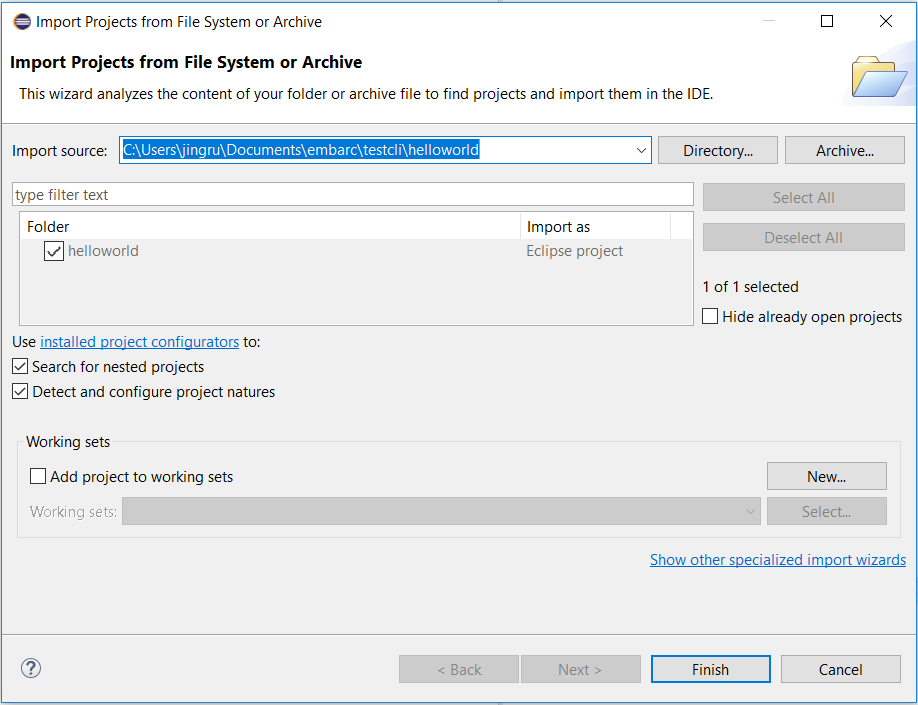 Import Projects from File System or Archive
Import Projects from File System or Archive
This wizard analyzes the content of your folder or archive file to find projects and import them in the IDE.
Import source: C:\Users\jingru\Documents\embarc\testcli\helloworld Directory... Archive...
type filter text Select All
Folder Import as
Deselect All
helloworld Eclipse project
1 of 1 selected
Hide already open projects
Use installed project configurators to:
Search for nested projects
Detect and configure project natures
Working sets
Add project to working sets New...
Working sets: Select...
Show other specialized import wizards
? < Back Next > Finish Cancel